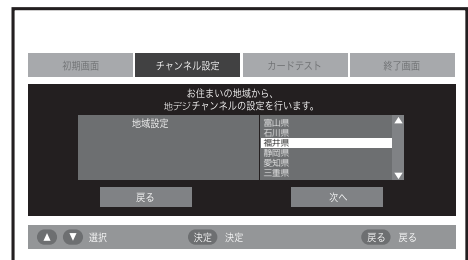 初期画面 チャンネル設定 カードテスト 終了画面
お住まいの地域から、
地デジチャンネルの設定を行います。
地域設定
富山県
石川県
福井県
静岡県
愛知県
三重県
戻る 次へ
選択 決定 決定 戻る 戻る